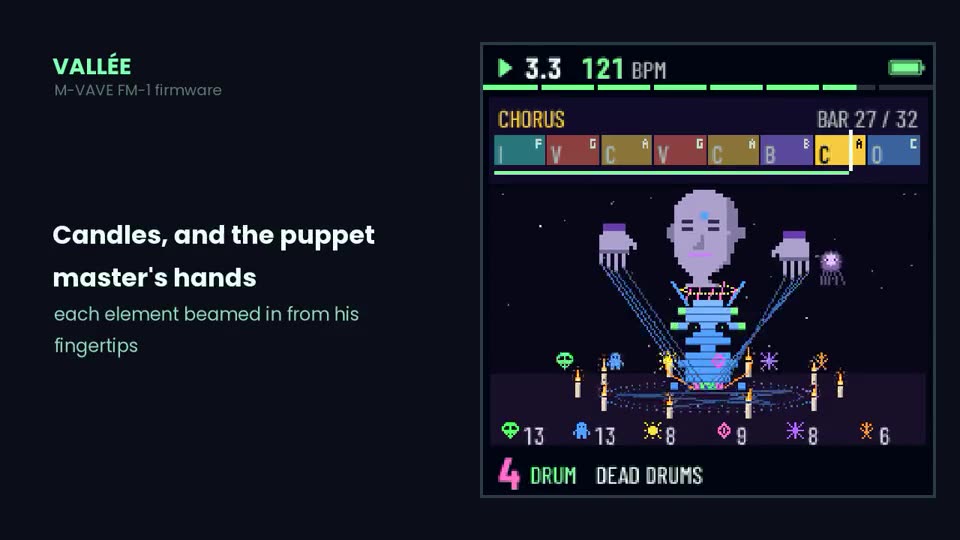 VALLÉE
M-VAVE FM-1 firmware
Candles, and the puppet
master's hands
each element beamed in from his
fingertips
3.3 121 BPM
CHORUS BAR 27 / 32
I F V G C A V G C A B B C A O C
13 13 8 9 8 6
4 DRUM DEAD DRUMS